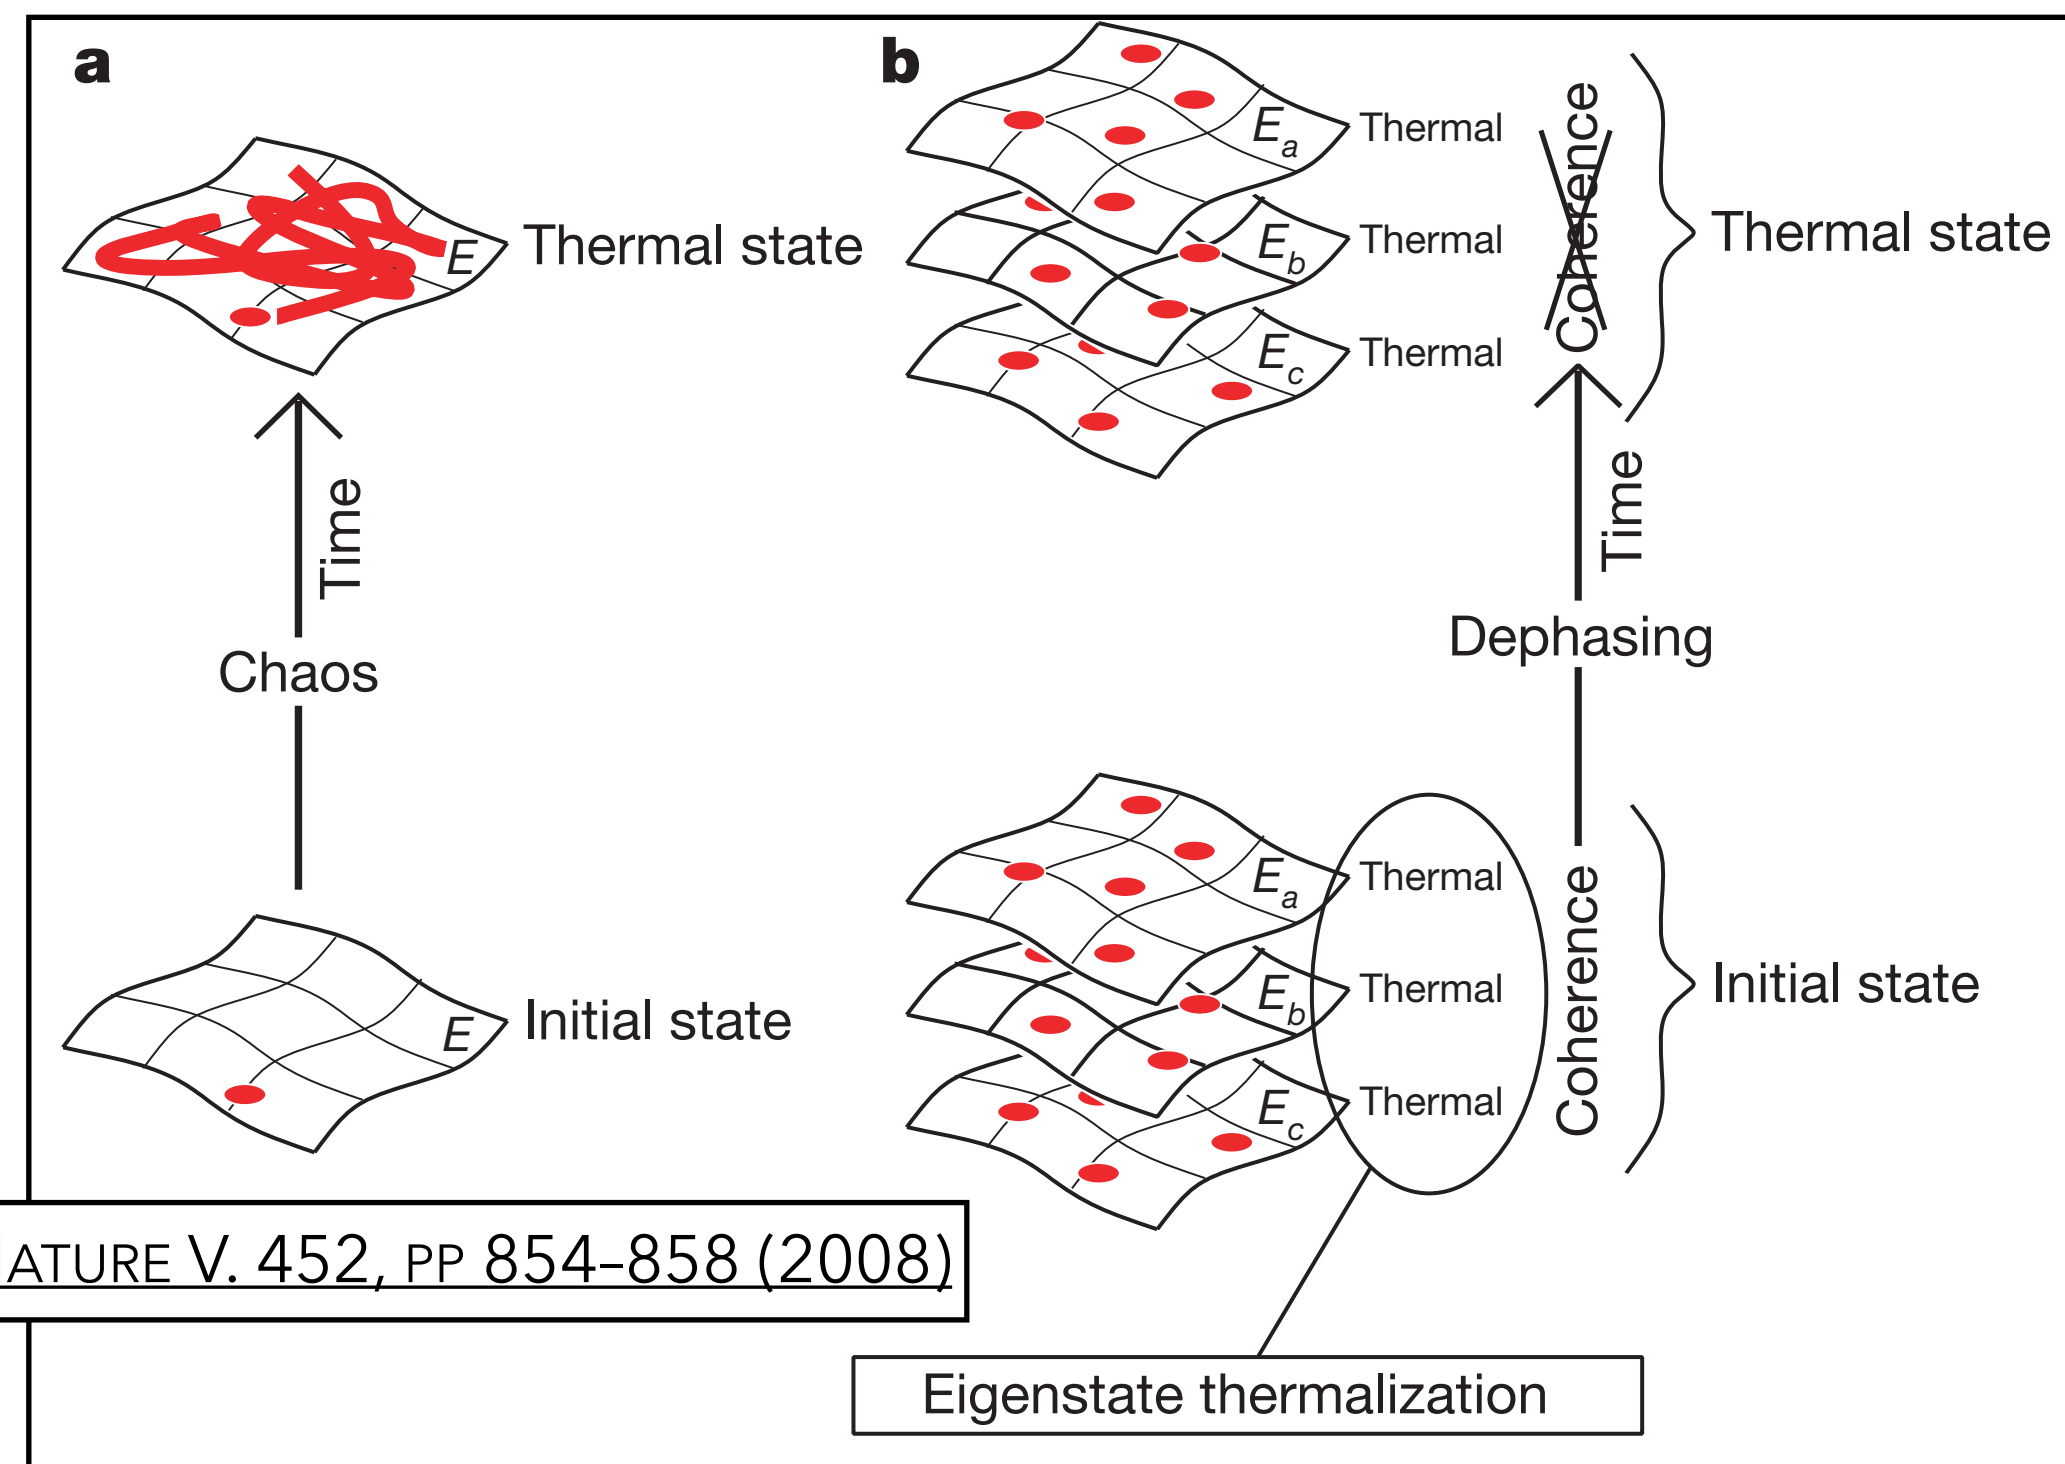 a
E
Thermal state
Time
Chaos
E
Initial state
b
E_a Thermal
E_b Thermal
E_c Thermal
Coherence
Thermal state
Time
Dephasing
E_a Thermal
E_b Thermal
E_c Thermal
Coherence
Initial state
ATURE V. 452, PP 854–858 (2008)
Eigenstate thermalization